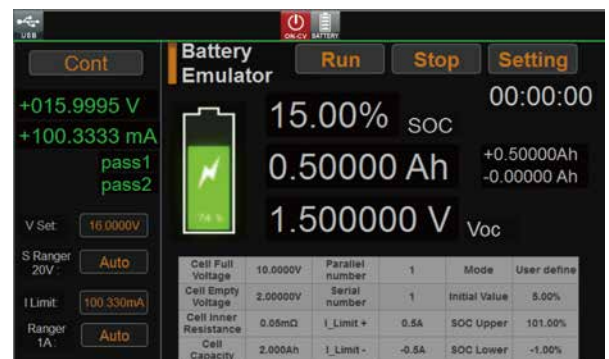 USB
ON-CV BATTERY
Cont
+015.9995 V
+100.3333 mA
pass1
pass2
V Set: 16.0000V
S Ranger 20V : Auto
I Limit: 100.330mA
Ranger 1A : Auto
Battery Emulator
Run Stop Setting
00:00:00
15.00% SOC
0.50000 Ah
+0.50000Ah
-0.00000 Ah
1.500000 V Voc
74 %
Cell Full Voltage 10.0000V Parallel number 1 Mode User define
Cell Empty Voltage 2.00000V Serial number 1 Initial Value 5.00%
Cell Inner Resistance 0.05mΩ I_Limit + 0.5A SOC Upper 101.00%
Cell Capacity 2.000Ah I_Limit - -0.5A SOC Lower -1.00%